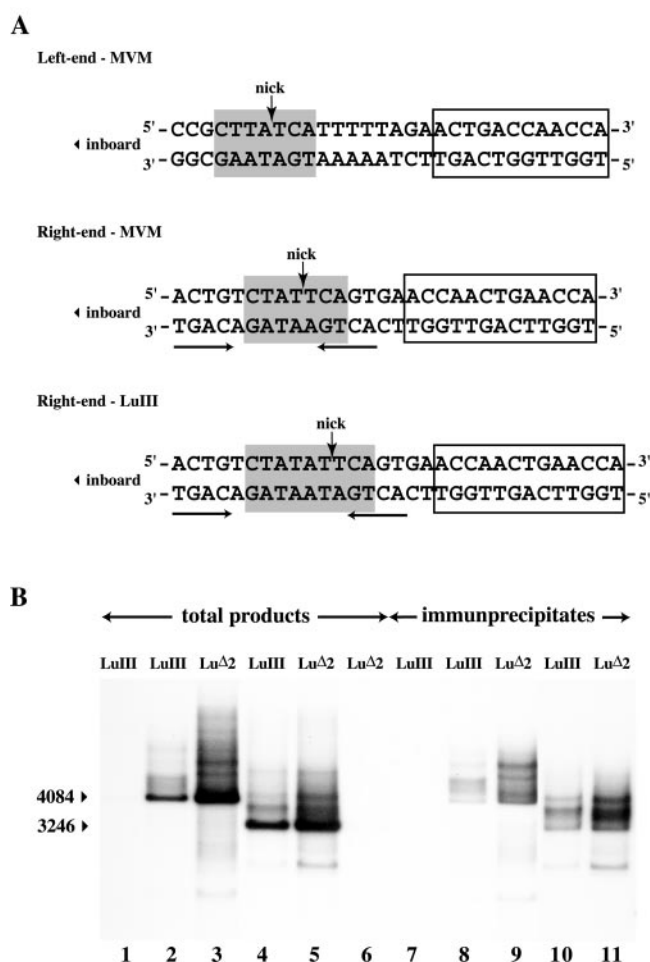 A
Left-end - MVM
nick
5'-CCGCTTATCATTTTTAGAACTGACCAACCA-3'
inboard
3'-GGCGAATAGTAAAAATCTTGACTGGTTGGT-5'
Right-end - MVM
nick
5'-ACTGTCTATTCAGTGAACCAACTGAACCA-3'
inboard
3'-TGACAGATAAGTCACTTGGTTGACTTGGT-5'
Right-end - LuIII
nick
5'-ACTGTCTATATTCAGTGAACCAACTGAACCA-3'
inboard
3'-TGACAGATAATAGTCACTTGGTTGACTTGGT-5'
B
total products immunprecipitates
LuIII LuIII LuΔ2 LuIII LuΔ2 LuΔ2 LuIII LuIII LuΔ2 LuIII LuΔ2
4084
3246
1 2 3 4 5 6 7 8 9 10 11